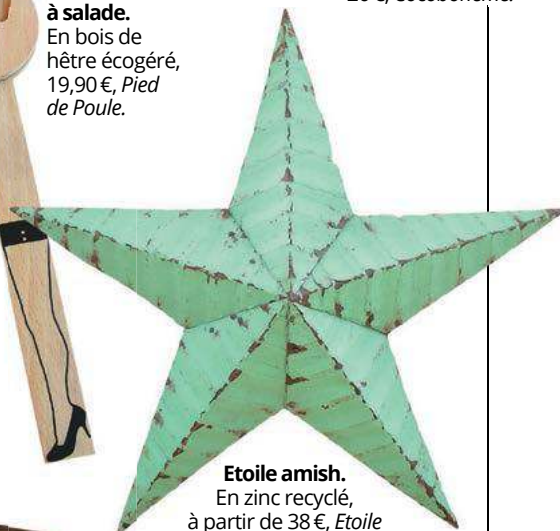 à salade.
En bois de
hêtre écogéré,
19,90 €, Pied
de Poule.
Etoile amish.
En zinc recyclé,
à partir de 38 €, Etoile